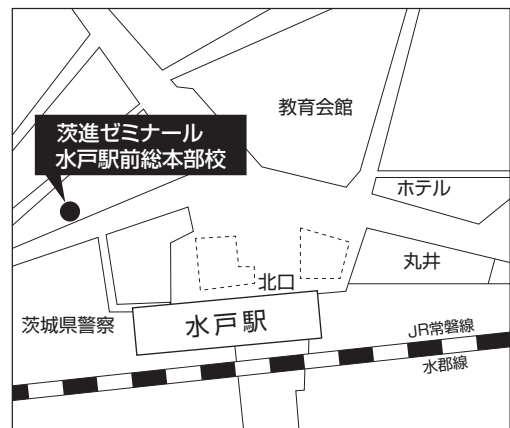 教育会館
茨進ゼミナール
水戸駅前総本部校
ホテル
丸井
北口
茨城県警察
水戸駅
JR常磐線
水郡線